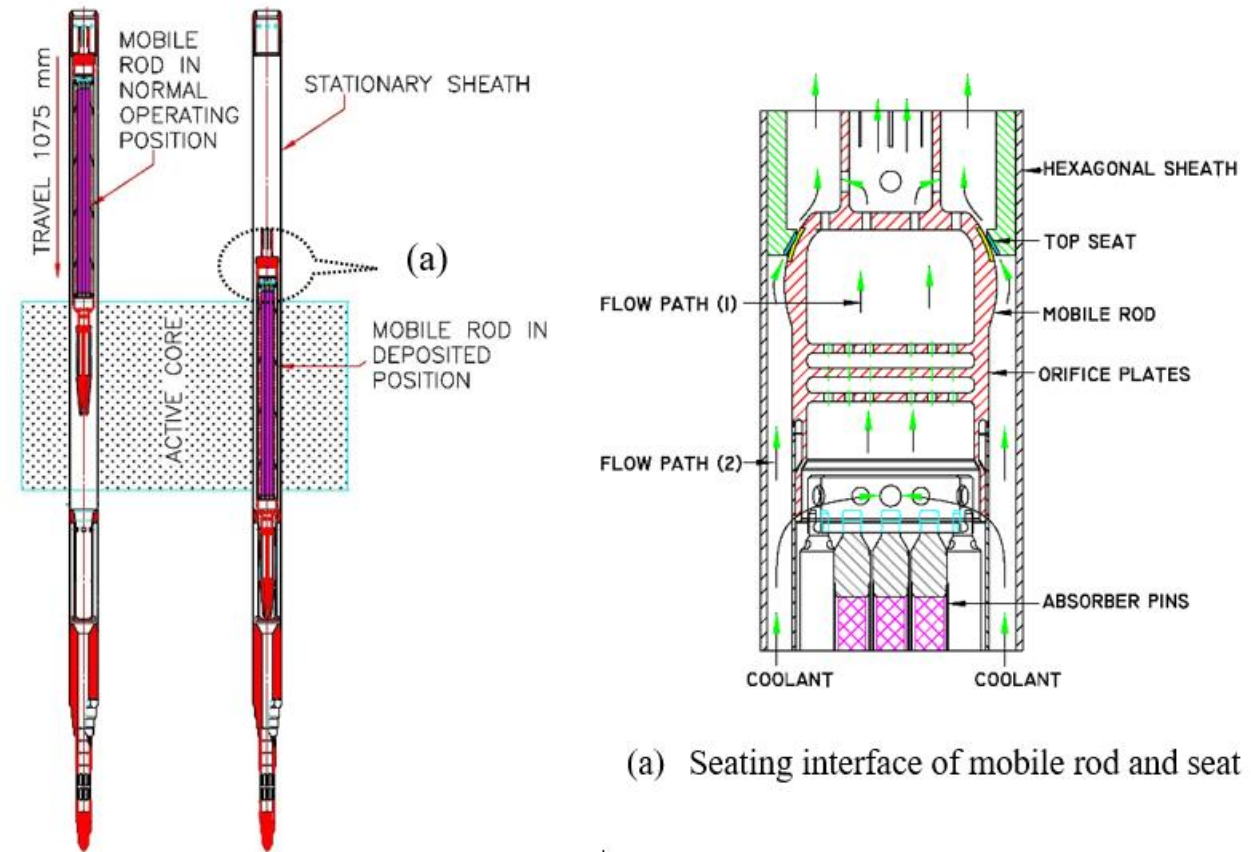 MOBILE
ROD IN
NORMAL
OPERATING
POSITION
TRAVEL 1075 mm
STATIONARY SHEATH
(a)
ACTIVE CORE
MOBILE ROD IN
DEPOSITED
POSITION
HEXAGONAL SHEATH
TOP SEAT
FLOW PATH (1)
MOBILE ROD
ORIFICE PLATES
FLOW PATH (2)
ABSORBER PINS
COOLANT
COOLANT
(a) Seating interface of mobile rod and seat